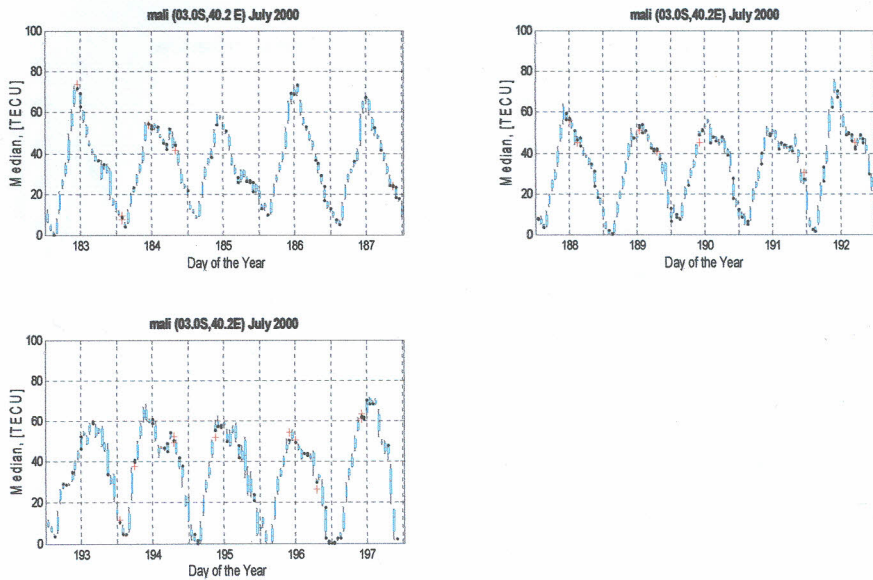 mali (03.0S,40.2 E) July 2000
Median, [TECU]
100
80
60
40
20
0
183 184 185 186 187
Day of the Year
mali (03.0S,40.2E) July 2000
Median, [TECU]
100
80
60
40
20
0
188 189 190 191 192
Day of the Year
mali (03.0S,40.2E) July 2000
Median, [TECU]
100
80
60
40
20
0
193 194 195 196 197
Day of the Year